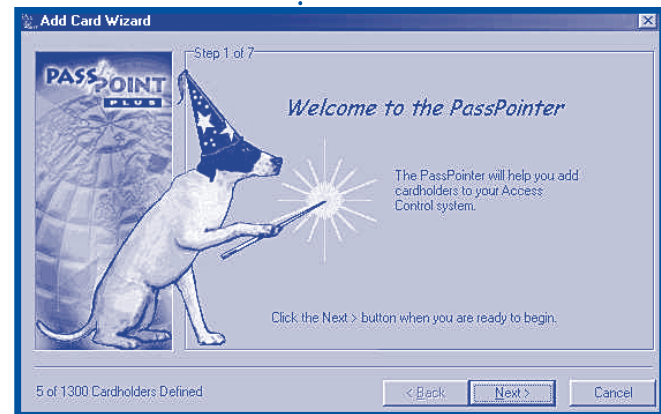 Add Card Wizard
Step 1 of 7
PASSPOINT
PLUS
Welcome to the PassPointer
The PassPointer will help you add
cardholders to your Access
Control system.
Click the Next > button when you are ready to begin.
5 of 1300 Cardholders Defined
< Back
Next >
Cancel